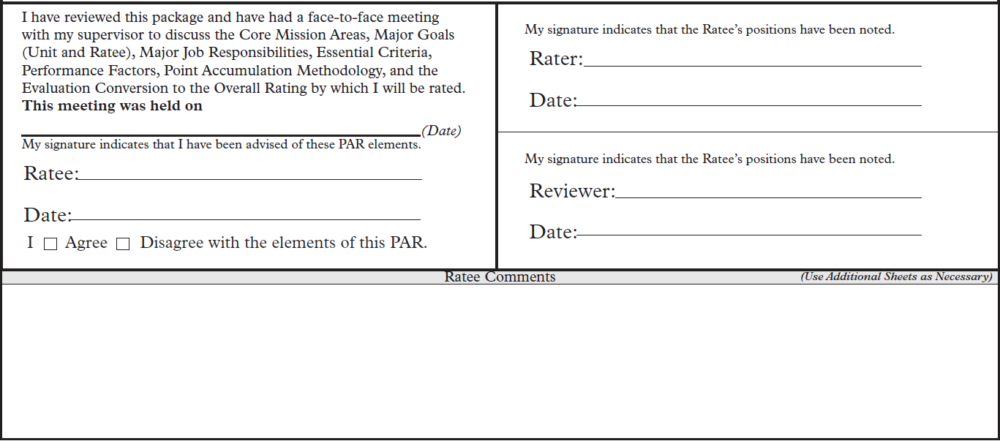 I have reviewed this package and have had a face-to-face meeting
with my supervisor to discuss the Core Mission Areas, Major Goals
(Unit and Ratee), Major Job Responsibilities, Essential Criteria,
Performance Factors, Point Accumulation Methodology, and the
Evaluation Conversion to the Overall Rating by which I will be rated.
This meeting was held on
(Date)
My signature indicates that I have been advised of these PAR elements.
Ratee:
Date:
I Agree Disagree with the elements of this PAR.
My signature indicates that the Ratee’s positions have been noted.
Rater:
Date:
My signature indicates that the Ratee’s positions have been noted.
Reviewer:
Date:
Ratee Comments (Use Additional Sheets as Necessary)